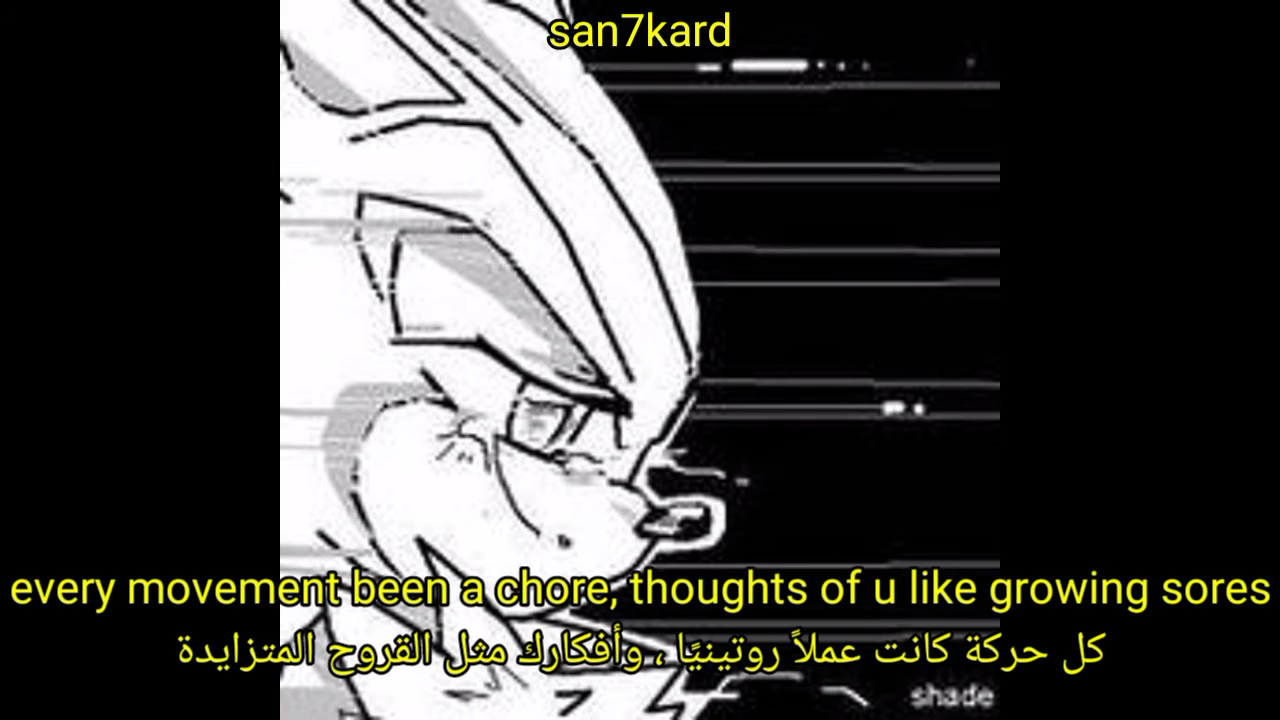 san7kard
every movement been a chore, thoughts of u like growing sores
كل حركة كانت عملاً روتينيًا ، وأفكارك مثل القروح المتزايدة
shade